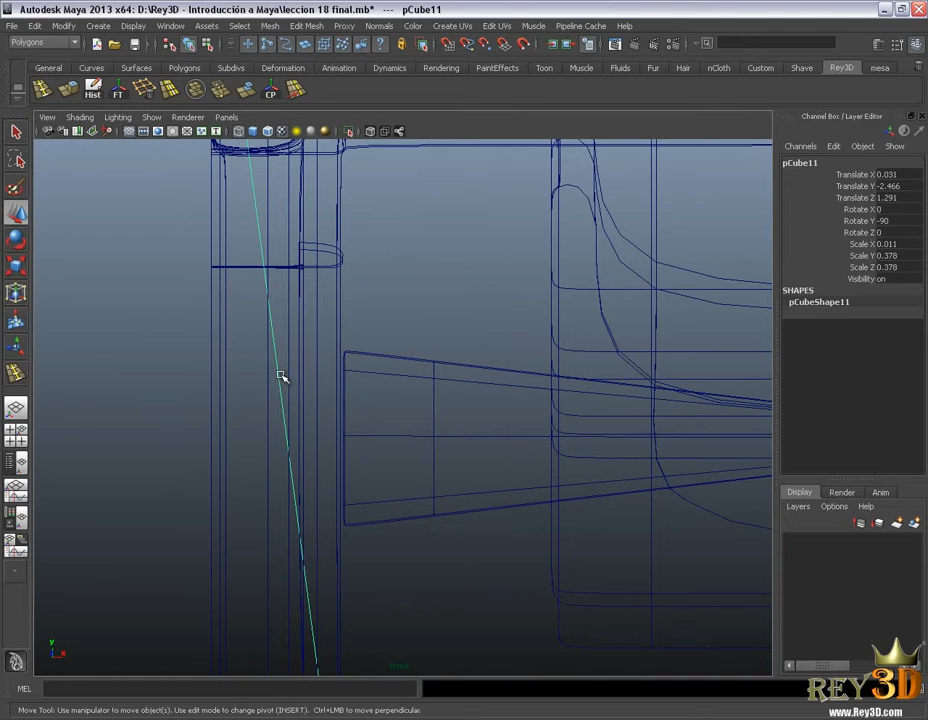 Autodesk Maya 2013 x64: D:\Rey3D - Introducción a Maya\leccion 18 final.mb* --- pCube11
File Edit Modify Create Display Window Assets Select Mesh Edit Mesh Proxy Normals Color Create UVs Edit UVs Muscle Pipeline Cache Help
Polygons
General Curves Surfaces Polygons Subdivs Deformation Animation Dynamics Rendering PaintEffects Toon Muscle Fluids Fur Hair nCloth Custom Shave Rey3D mesa
Hist FT CP
View Shading Lighting Show Renderer Panels
Channel Box / Layer Editor
Channels Edit Object Show
pCube11
Translate X 0.031
Translate Y -2.466
Translate Z 1.291
Rotate X 0
Rotate Y -90
Rotate Z 0
Scale X 0.011
Scale Y 0.378
Scale Z 0.378
Visibility on
SHAPES
pCubeShape11
Display Render Anim
Layers Options Help
y
x
front
MEL
Move Tool: Use manipulator to move object(s). Use edit mode to change pivot (INSERT). Ctrl+LMB to move perpendicular.
REY3D
www.Rey3D.com